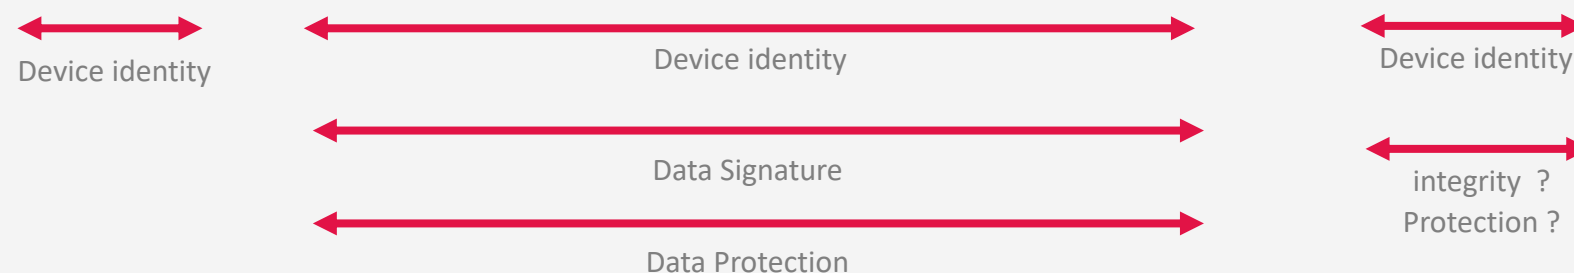 Device identity
Device identity
Device identity
Data Signature
integrity ?
Protection ?
Data Protection